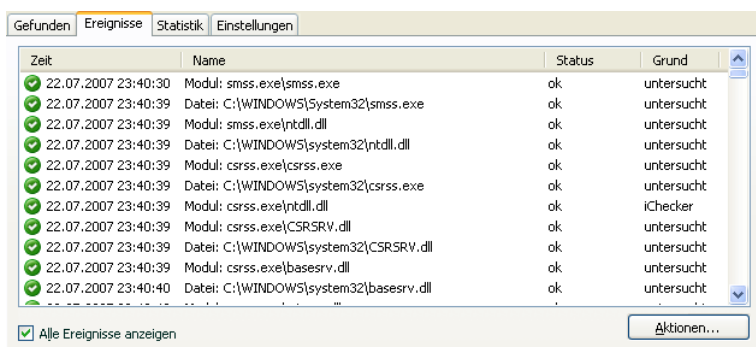 Gefunden Ereignisse Statistik Einstellungen
Zeit Name Status Grund
22.07.2007 23:40:30 Modul: smss.exe\smss.exe ok untersucht
22.07.2007 23:40:39 Datei: C:\WINDOWS\System32\smss.exe ok untersucht
22.07.2007 23:40:39 Modul: smss.exe\ntdll.dll ok untersucht
22.07.2007 23:40:39 Datei: C:\WINDOWS\system32\ntdll.dll ok untersucht
22.07.2007 23:40:39 Modul: csrss.exe\csrss.exe ok untersucht
22.07.2007 23:40:39 Datei: C:\WINDOWS\system32\csrss.exe ok untersucht
22.07.2007 23:40:39 Modul: csrss.exe\ntdll.dll ok iChecker
22.07.2007 23:40:39 Modul: csrss.exe\CSRSRV.dll ok untersucht
22.07.2007 23:40:39 Datei: C:\WINDOWS\system32\CSRSRV.dll ok untersucht
22.07.2007 23:40:39 Modul: csrss.exe\basesrv.dll ok untersucht
22.07.2007 23:40:40 Datei: C:\WINDOWS\system32\basesrv.dll ok untersucht
Alle Ereignisse anzeigen Aktionen...